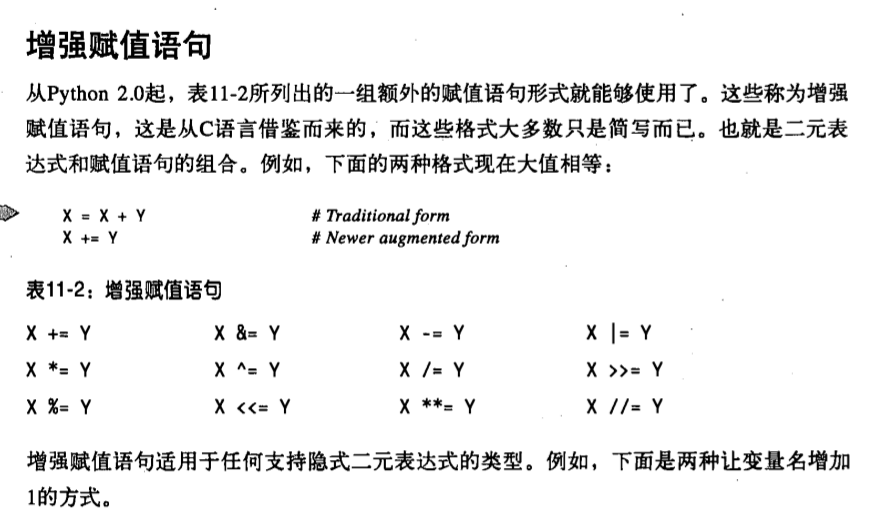 增强赋值语句
从Python 2.0起，表11-2所列出的一组额外的赋值语句形式就能够使用了。这些称为增强
赋值语句，这是从C语言借鉴而来的，而这些格式大多数只是简写而已。也就是二元表
达式和赋值语句的组合。例如，下面的两种格式现在大值相等：
X = X + Y # Traditional form
X += Y # Newer augmented form
表11-2：增强赋值语句
X += Y X &= Y X -= Y X |= Y
X *= Y X ^= Y X /= Y X >>= Y
X %= Y X <<= Y X **= Y X //= Y
增强赋值语句适用于任何支持隐式二元表达式的类型。例如，下面是两种让变量名增加
1的方式。